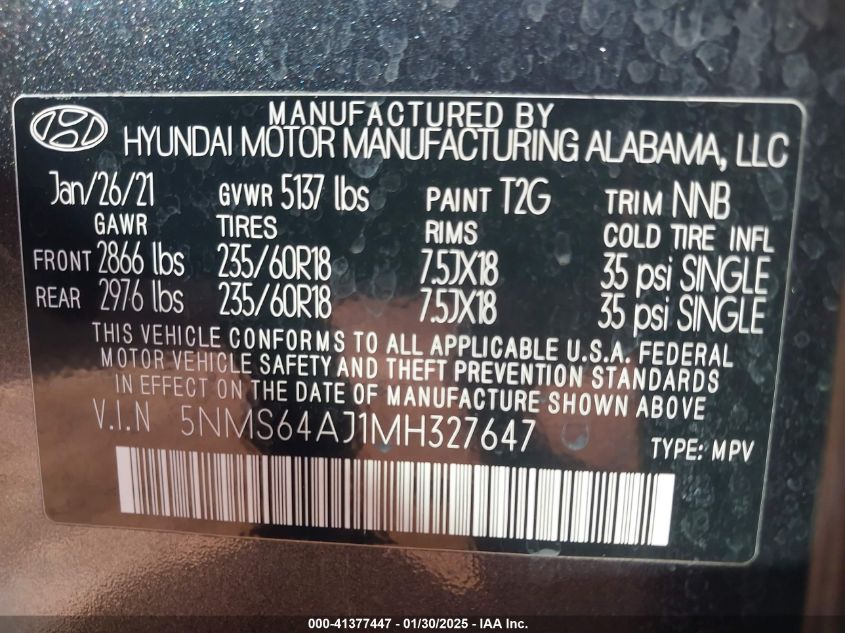 MANUFACTURED BY
HYUNDAI MOTOR MANUFACTURING ALABAMA, LLC
Jan/26/21 GVWR 5137 lbs PAINT T2G TRIM NNB
GAWR TIRES RIMS COLD TIRE INFL
FRONT 2866 lbs 235/60R18 7.5JX18 35 psi SINGLE
REAR 2976 lbs 235/60R18 7.5JX18 35 psi SINGLE
THIS VEHICLE CONFORMS TO ALL APPLICABLE U.S.A. FEDERAL
MOTOR VEHICLE SAFETY AND THEFT PREVENTION STANDARDS
IN EFFECT ON THE DATE OF MANUFACTURE SHOWN ABOVE
V.I.N 5NMS64AJ1MH327647 TYPE: MPV
000-41377447 - 01/30/2025 - IAA Inc.